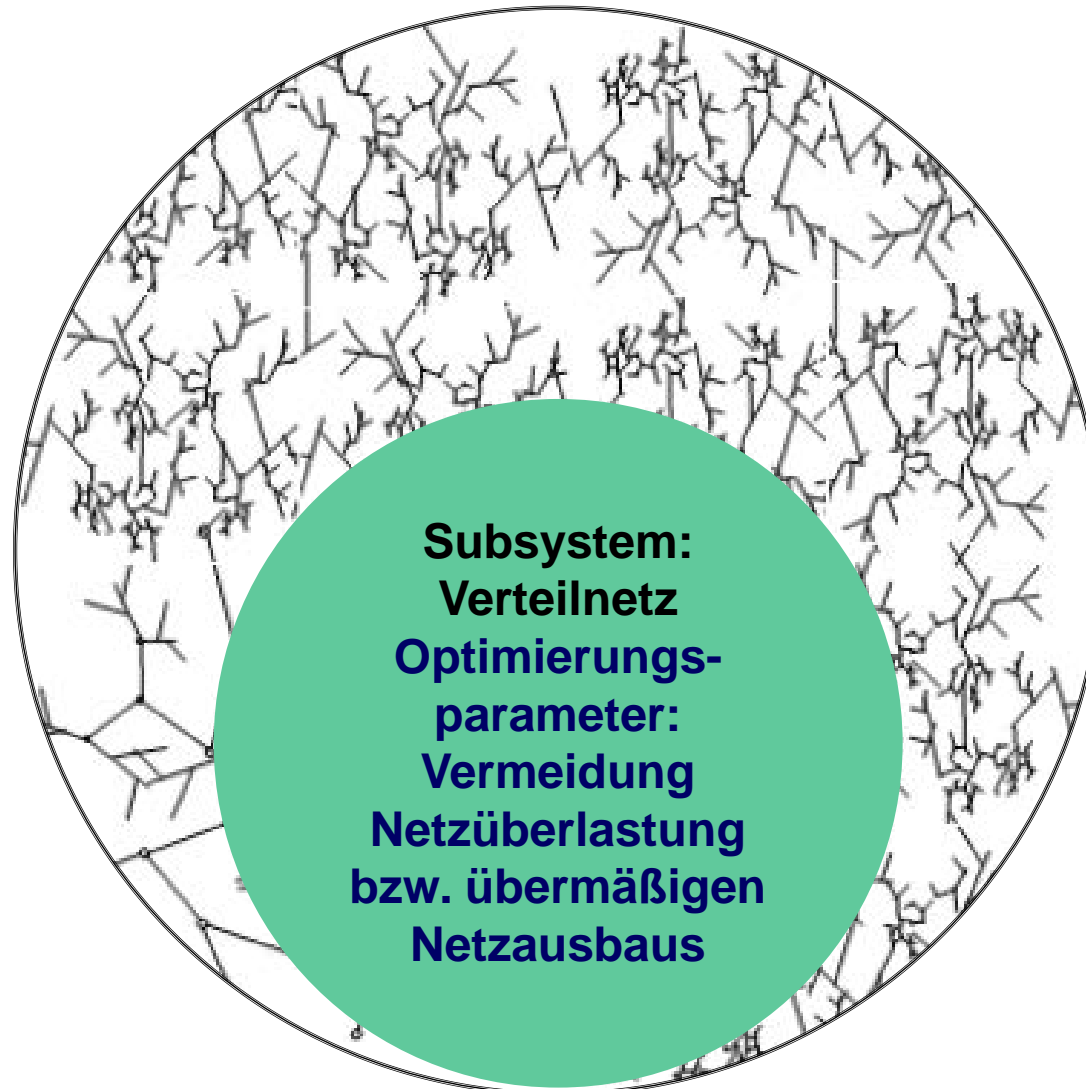 Subsystem:
Verteilnetz
Optimierungs-
parameter:
Vermeidung
Netzüberlastung
bzw. übermäßigen
Netzausbaus